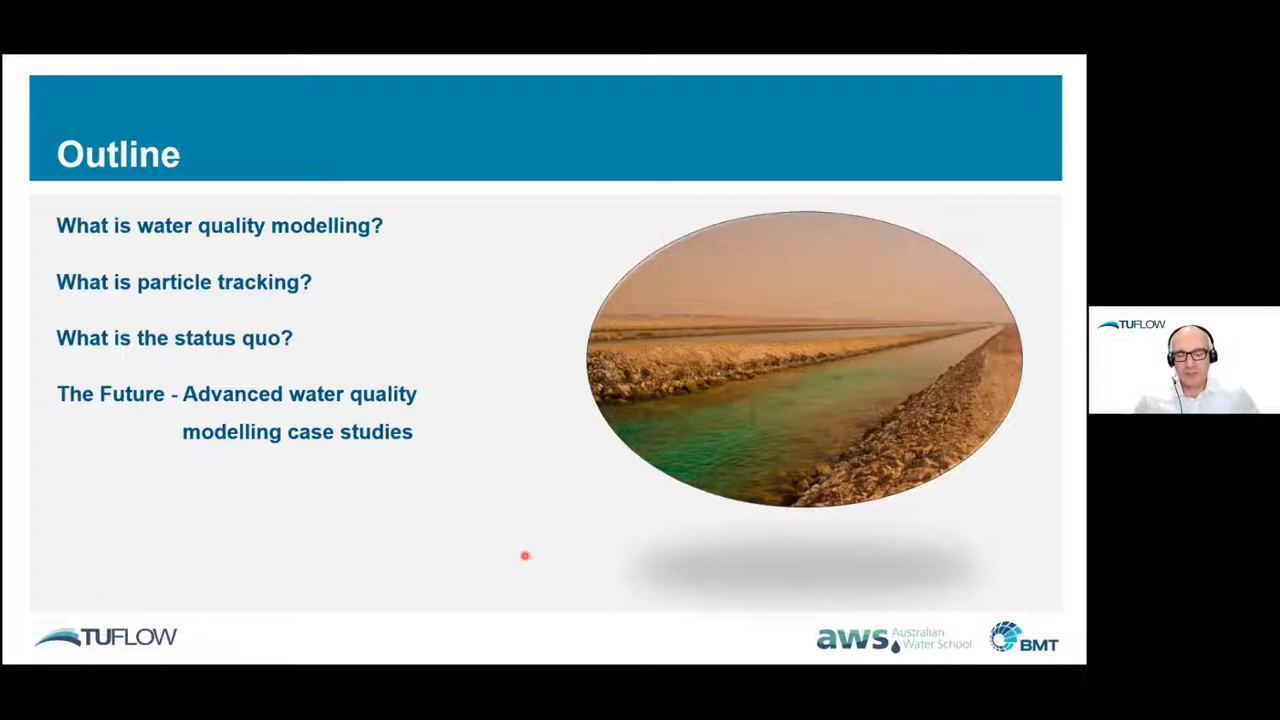 Outline
What is water quality modelling?
What is particle tracking?
What is the status quo?
The Future - Advanced water quality
modelling case studies
TUFLOW
TUFLOW
aws Australian
Water School
BMT